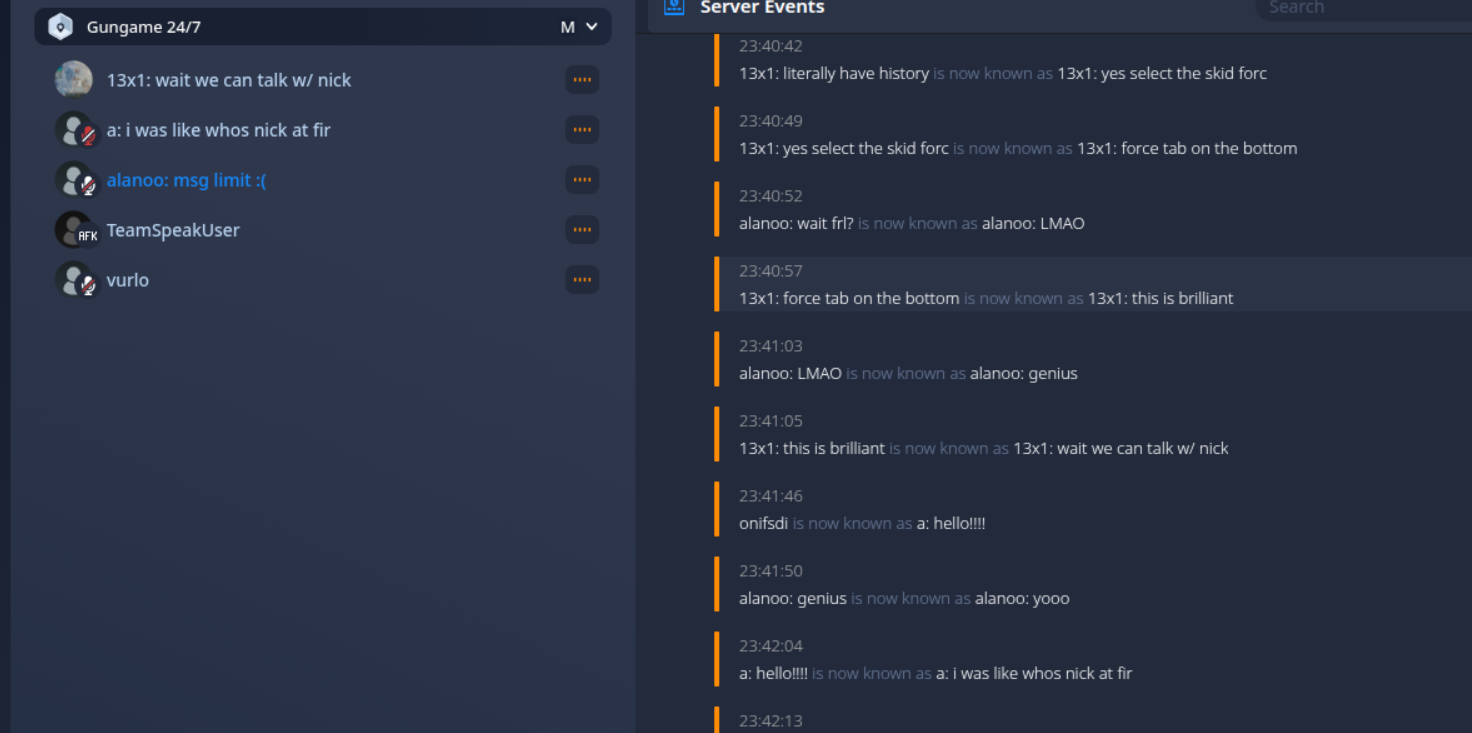 Gungame 24/7 M
13x1: wait we can talk w/ nick
a: i was like whos nick at fir
alanoo: msg limit :(
AFK TeamSpeakUser
vurlo
Server Events
Search
23:40:42
13x1: literally have history is now known as 13x1: yes select the skid forc
23:40:49
13x1: yes select the skid forc is now known as 13x1: force tab on the bottom
23:40:52
alanoo: wait frl? is now known as alanoo: LMAO
23:40:57
13x1: force tab on the bottom is now known as 13x1: this is brilliant
23:41:03
alanoo: LMAO is now known as alanoo: genius
23:41:05
13x1: this is brilliant is now known as 13x1: wait we can talk w/ nick
23:41:46
onifsdi is now known as a: hello!!!!
23:41:50
alanoo: genius is now known as alanoo: yooo
23:42:04
a: hello!!!! is now known as a: i was like whos nick at fir
23:42:13